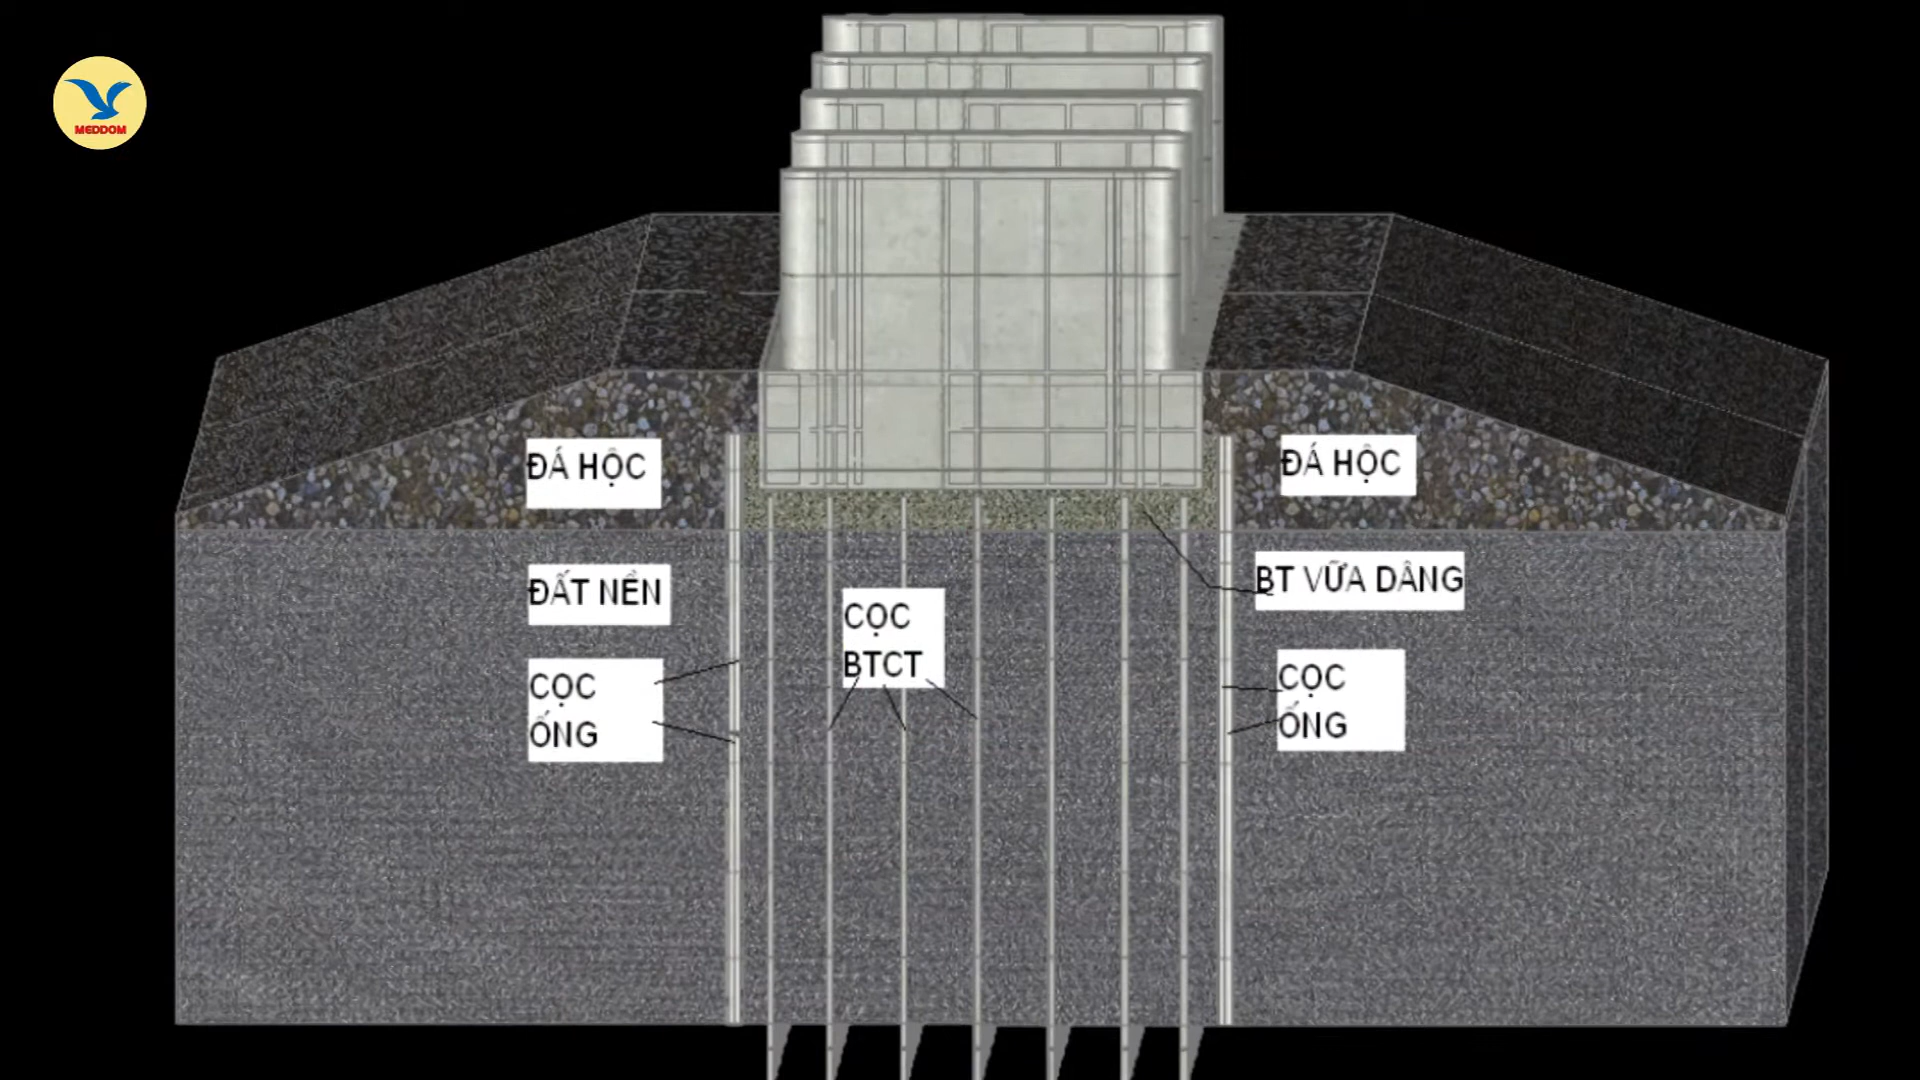 MEDDOM
ĐÁ HỘC
ĐÁ HỘC
ĐẤT NỀN
BT VỮA DÂNG
CỌC
BTCT
CỌC
ỐNG
CỌC
ỐNG